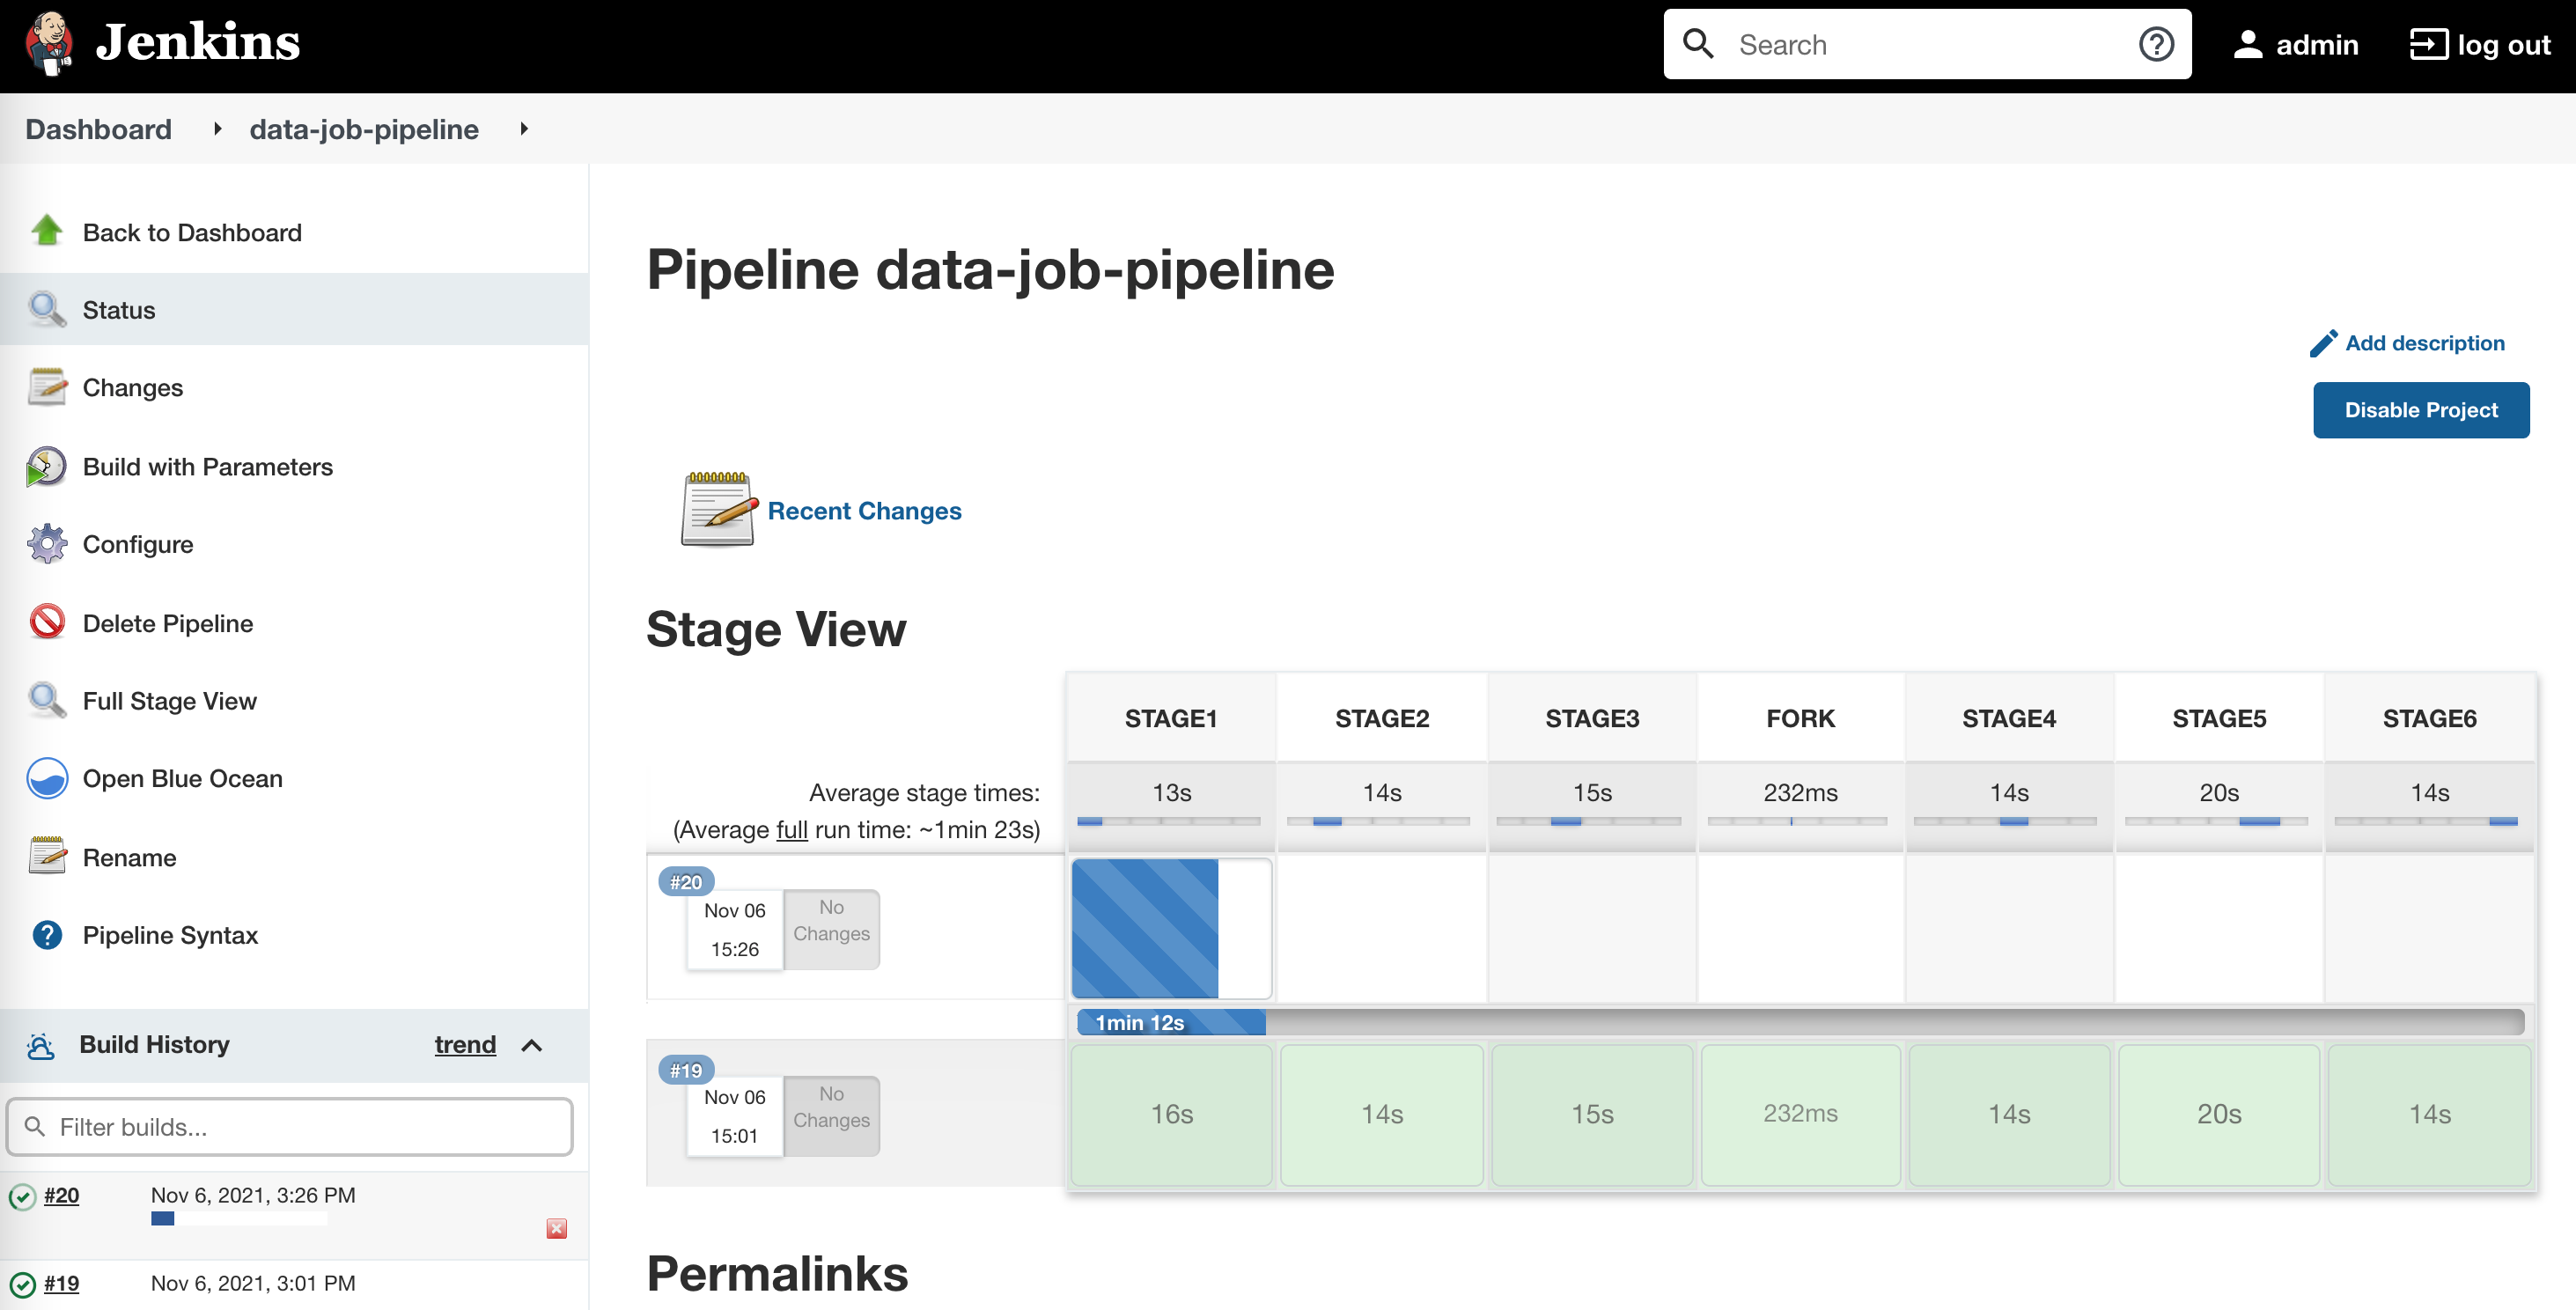 Jenkins
Search
admin
log out
Dashboard
data-job-pipeline
Back to Dashboard
Status
Changes
Build with Parameters
Configure
Delete Pipeline
Full Stage View
Open Blue Ocean
Rename
Pipeline Syntax
Build History
trend
Filter builds...
#20
Nov 6, 2021, 3:26 PM
#19
Nov 6, 2021, 3:01 PM
Pipeline data-job-pipeline
Add description
Disable Project
Recent Changes
Stage View
STAGE1 STAGE2 STAGE3 FORK STAGE4 STAGE5 STAGE6
Average stage times:
13s 14s 15s 232ms 14s 20s 14s
(Average full run time: ~1min 23s)
#20
Nov 06
15:26
No
Changes
1min 12s
#19
Nov 06
15:01
No
Changes
16s 14s 15s 232ms 14s 20s 14s
Permalinks